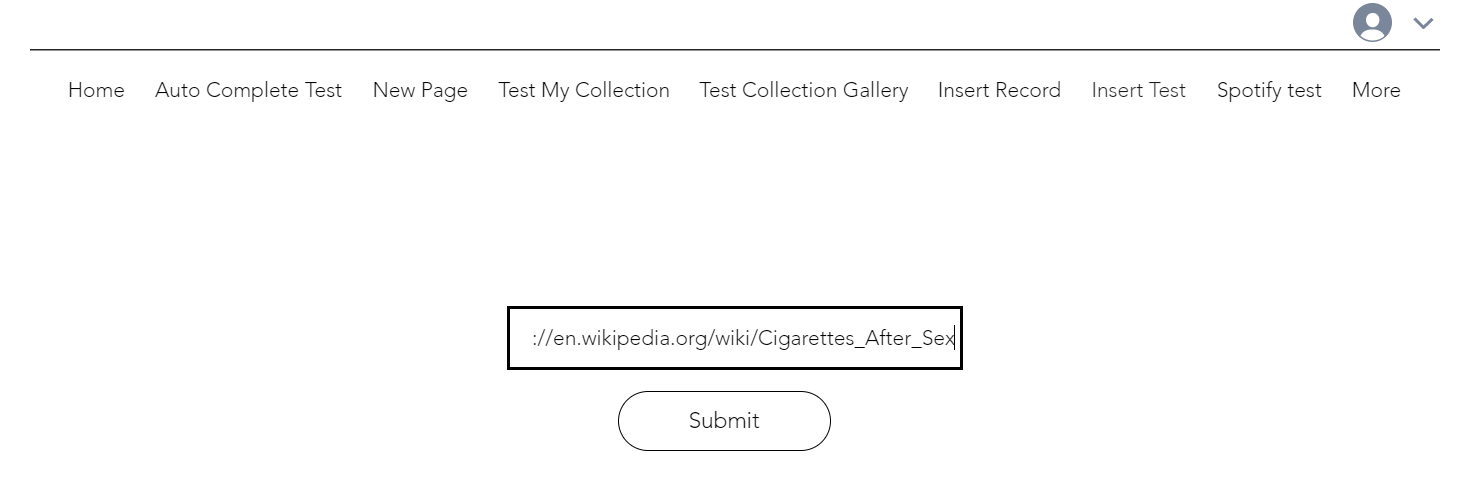 Home Auto Complete Test New Page Test My Collection Test Collection Gallery Insert Record Insert Test Spotify test More
://en.wikipedia.org/wiki/Cigarettes_After_Sex
Submit